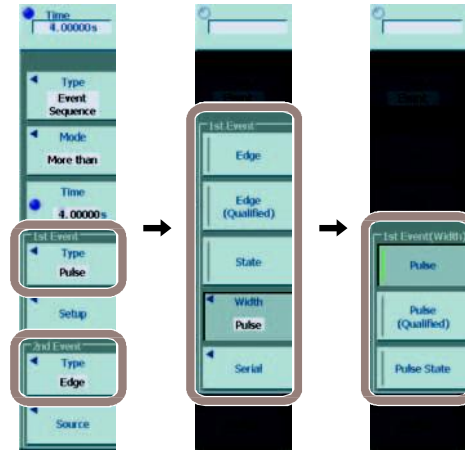 Time
4.00000s
Type
Event
Sequence
Mode
More than
Time
4.00000s
1st Event
Type
Pulse
Setup
2nd Event
Type
Edge
Source
1st Event
Edge
Edge
(Qualified)
State
Width
Pulse
Serial
1st Event(Width)
Pulse
Pulse
(Qualified)
Pulse State